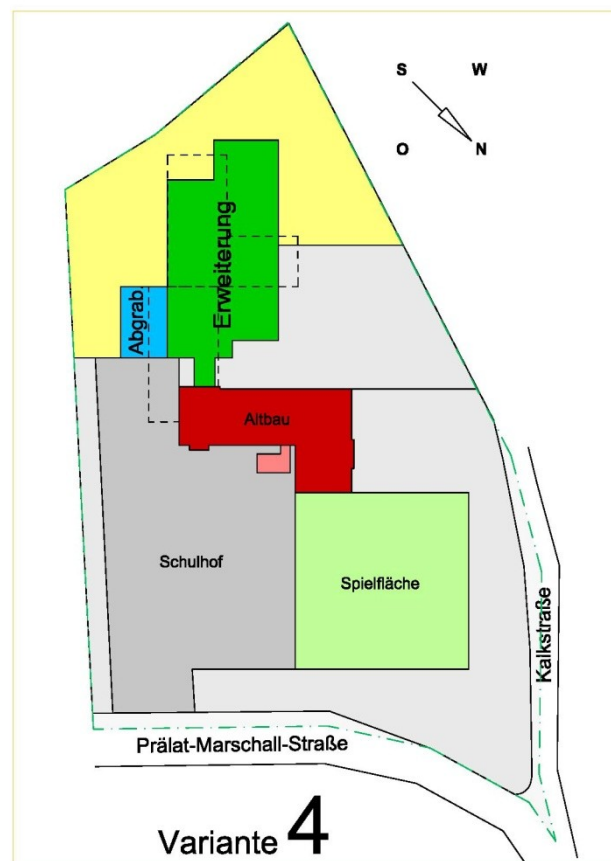 S W
O N
Erweiterung
Abgrab
Altbau
Schulhof
Spielfläche
Kalkstraße
Prälat-Marschall-Straße
Variante 4